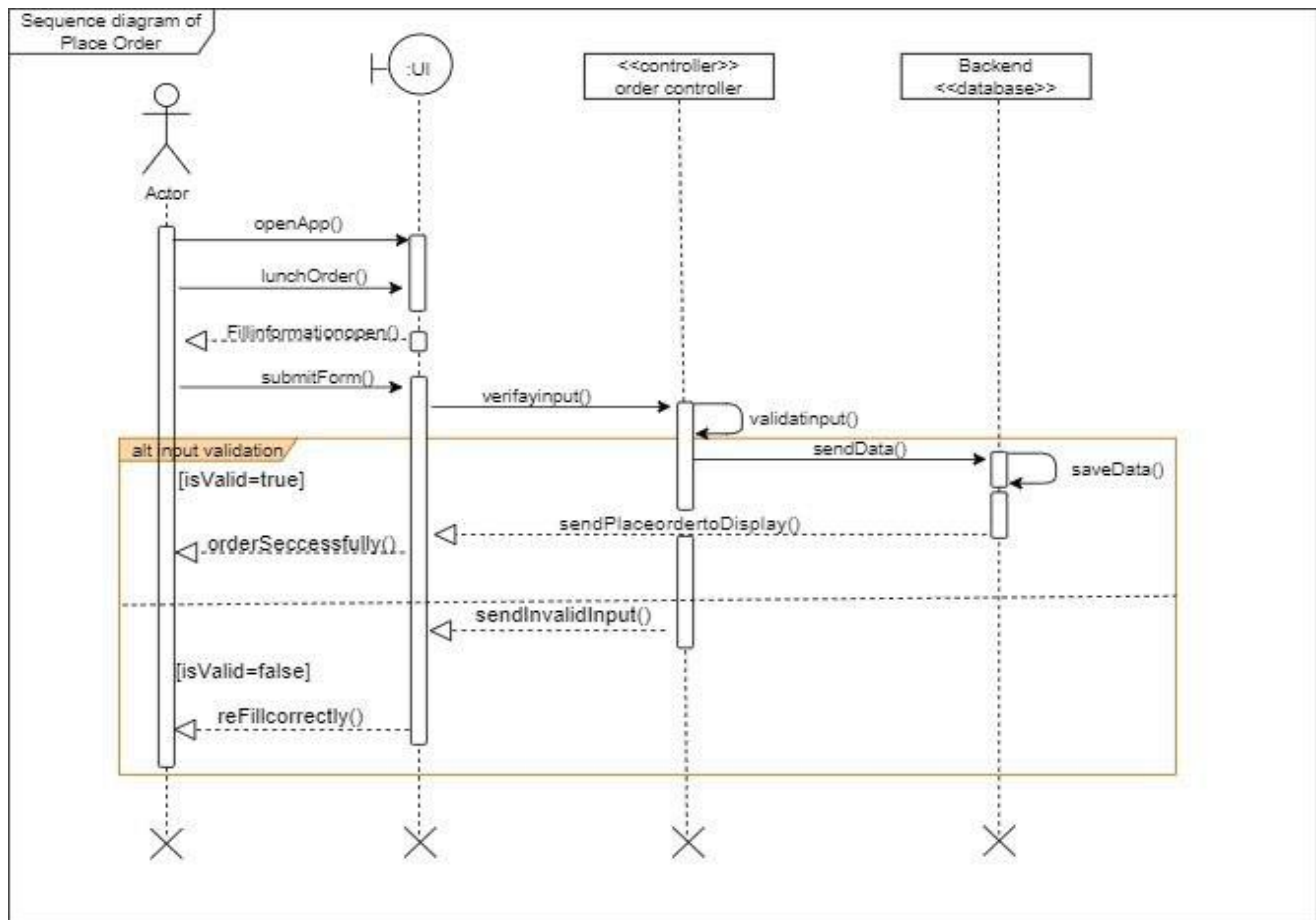 Sequence diagram of
Place Order
:UI
<<controller>>
order controller
Backend
<<database>>
Actor
openApp()
lunchOrder()
Fillinformationopen()
submitForm()
verifayinput()
validatinput()
alt input validation
sendData()
saveData()
[isValid=true]
sendPlaceordertoDisplay()
orderSeccessfully()
sendInvalidInput()
[isValid=false]
reFillcorrectly()